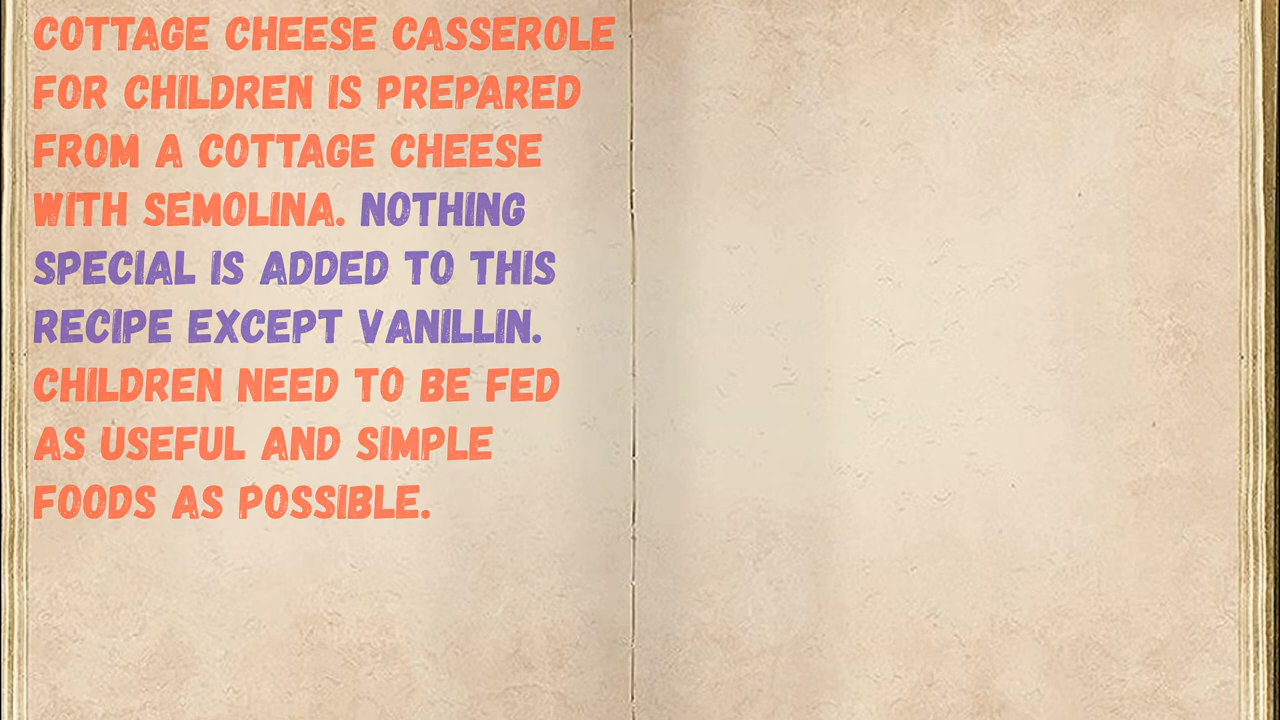 COTTAGE CHEESE CASSEROLE
FOR CHILDREN IS PREPARED
FROM A COTTAGE CHEESE
WITH SEMOLINA. NOTHING
SPECIAL IS ADDED TO THIS
RECIPE EXCEPT VANILLIN.
CHILDREN NEED TO BE FED
AS USEFUL AND SIMPLE
FOODS AS POSSIBLE.